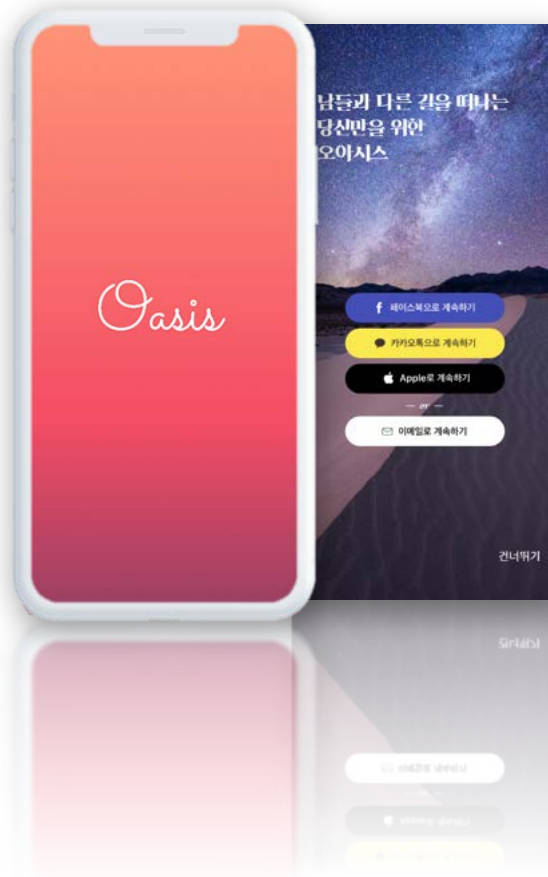 Oasis
남들과 다른 길을 떠나는
당신만을 위한
오아시스
f 페이스북으로 계속하기
카카오톡으로 계속하기
Apple로 계속하기
— or —
이메일로 계속하기
건너뛰기